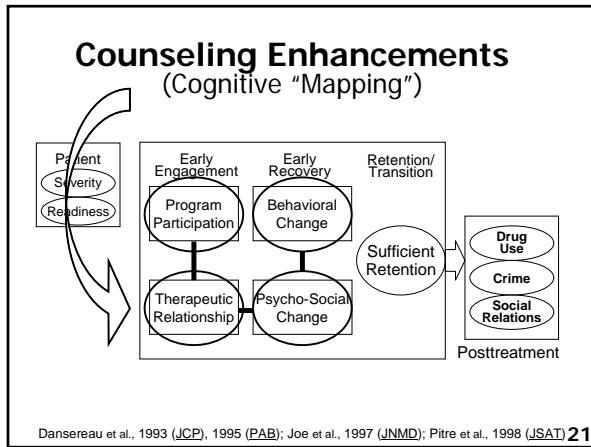 Counseling Enhancements
(Cognitive "Mapping")
Patient
Severity
Readiness
Early
Engagement
Program
Participation
Therapeutic
Relationship
Early
Recovery
Behavioral
Change
Psycho-Social
Change
Retention/
Transition
Sufficient
Retention
Drug
Use
Crime
Social
Relations
Posttreatment
Dansereau et al., 1993 (JCP), 1995 (PAB); Joe et al., 1997 (JNMD); Pitre et al., 1998 (JSAT) 21